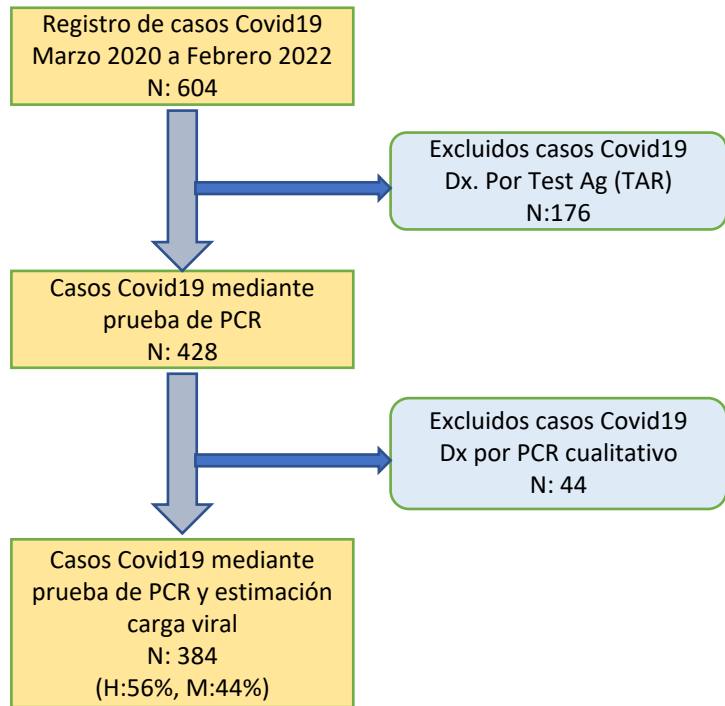 Registro de casos Covid19
Marzo 2020 a Febrero 2022
N: 604
Excluidos casos Covid19
Dx. Por Test Ag (TAR)
N:176
Casos Covid19 mediante
prueba de PCR
N: 428
Excluidos casos Covid19
Dx por PCR cualitativo
N: 44
Casos Covid19 mediante
prueba de PCR y estimación
carga viral
N: 384
(H:56%, M:44%)